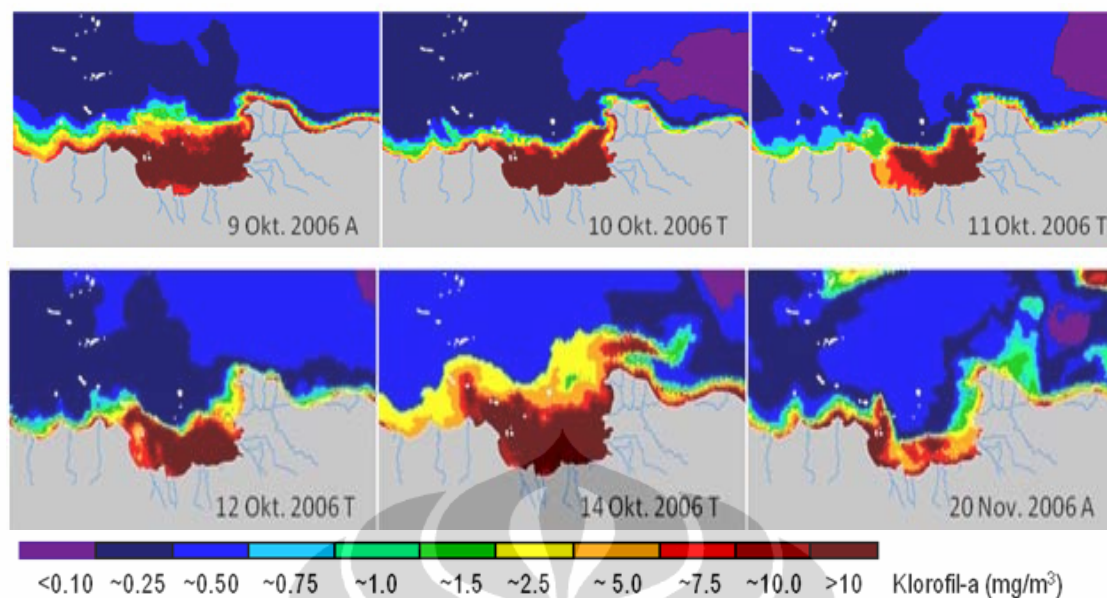 9 Okt. 2006 A
10 Okt. 2006 T
11 Okt. 2006 T
12 Okt. 2006 T
14 Okt. 2006 T
20 Nov. 2006 A
<0.10 ~0.25 ~0.50 ~0.75 ~1.0 ~1.5 ~2.5 ~ 5.0 ~7.5 ~10.0 >10 Klorofil-a (mg/m³)